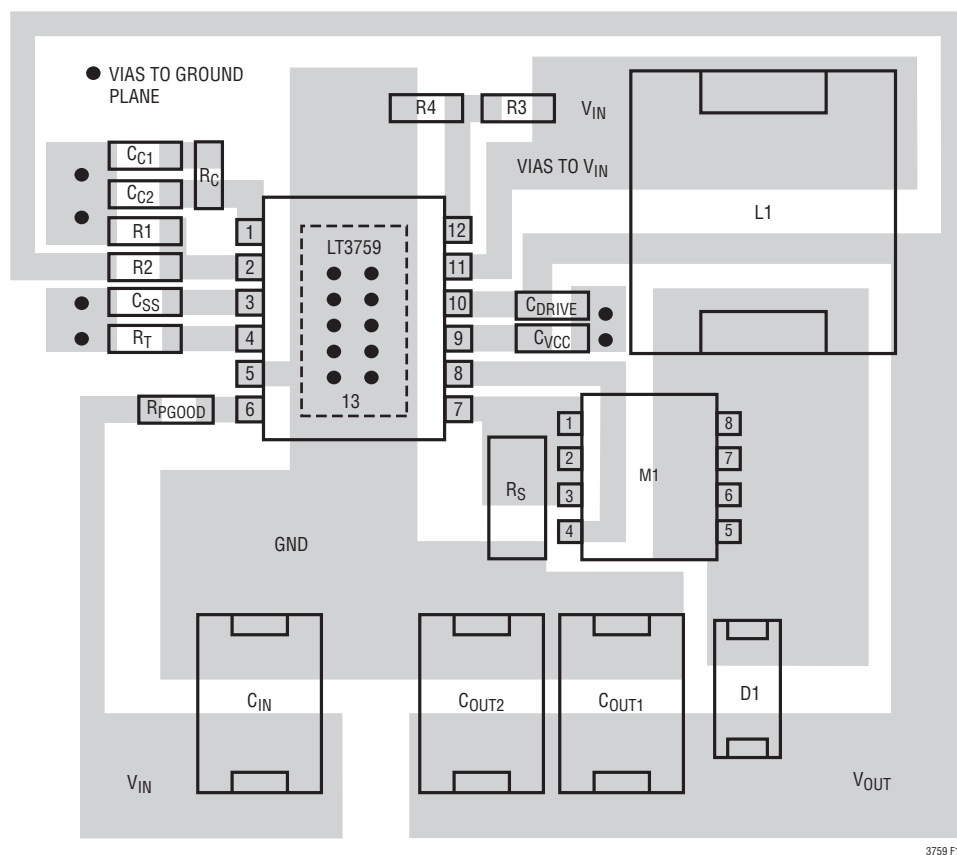 VIAS TO GROUND
PLANE
R4
R3
VIN
CC1
RC
CC2
VIAS TO VIN
R1
R2
CSS
RT
RPGOOD
1
2
3
4
5
6
LT3759
13
12
11
10
9
8
7
L1
CDRIVE
CVCC
RS
1
2
3
4
M1
8
7
6
5
GND
CIN
COUT2
COUT1
D1
VIN
VOUT